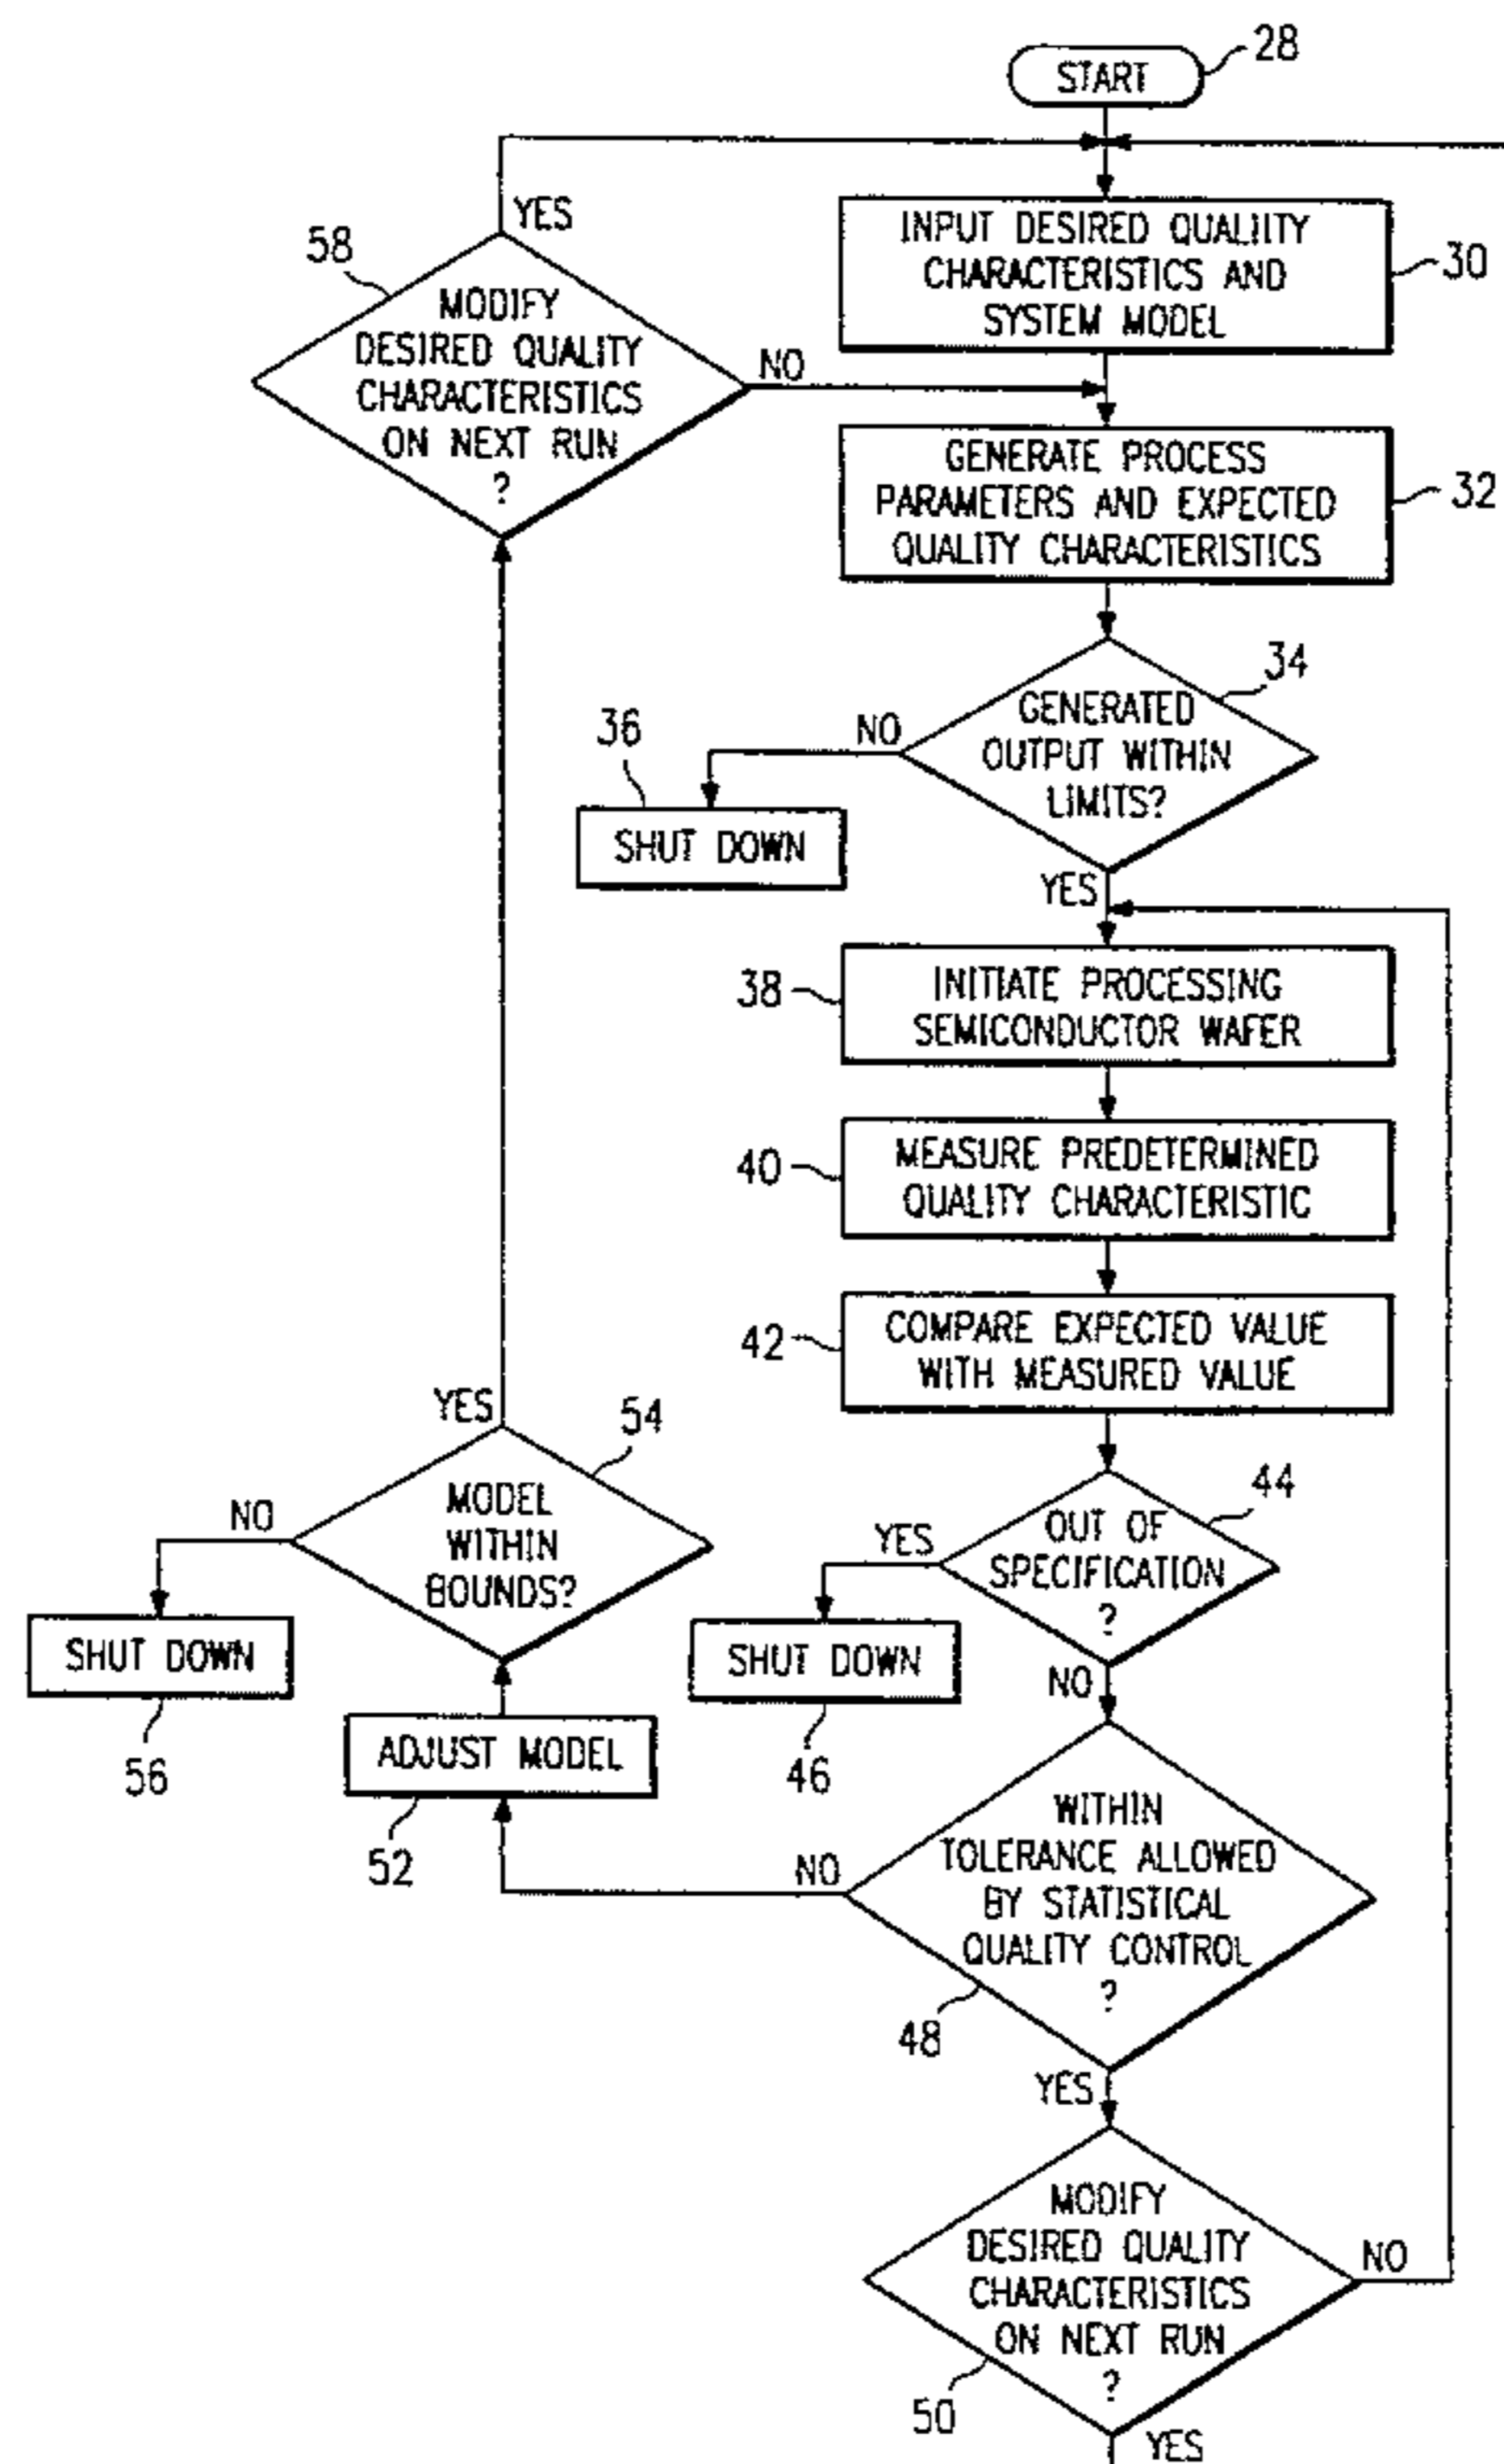 START
28
YES
58
MODIFY
DESIRED QUALITY
CHARACTERISTICS
ON NEXT RUN
?
NO
INPUT DESIRED QUALIITY
CHARACTERISTICS AND
SYSTEM MODEL
30
GENERATE PROCESS
PARAMETERS AND EXPECTED
QUALITY CHARACTERISTICS
32
34
GENERATED
OUTPUT WITHIN
LIMITS?
NO
36
SHUT DOWN
YES
38
INITIATE PROCESSING
SEMICONDUCTOR WAFER
40
MEASURE PREDETERMINED
QUALITY CHARACTERISTIC
42
COMPARE EXPECTED VALUE
WITH MEASURED VALUE
44
OUT OF
SPECIFICATION
?
YES
SHUT DOWN
46
NO
YES
54
MODEL
WITHIN
BOUNDS?
NO
SHUT DOWN
56
ADJUST MODEL
52
NO
WITHIN
TOLERANCE ALLOWED
BY STATISTICAL
QUALITY CONTROL
?
48
YES
MODIFY
DESIRED QUALITY
CHARACTERISTICS
ON NEXT RUN
?
NO
50
YES